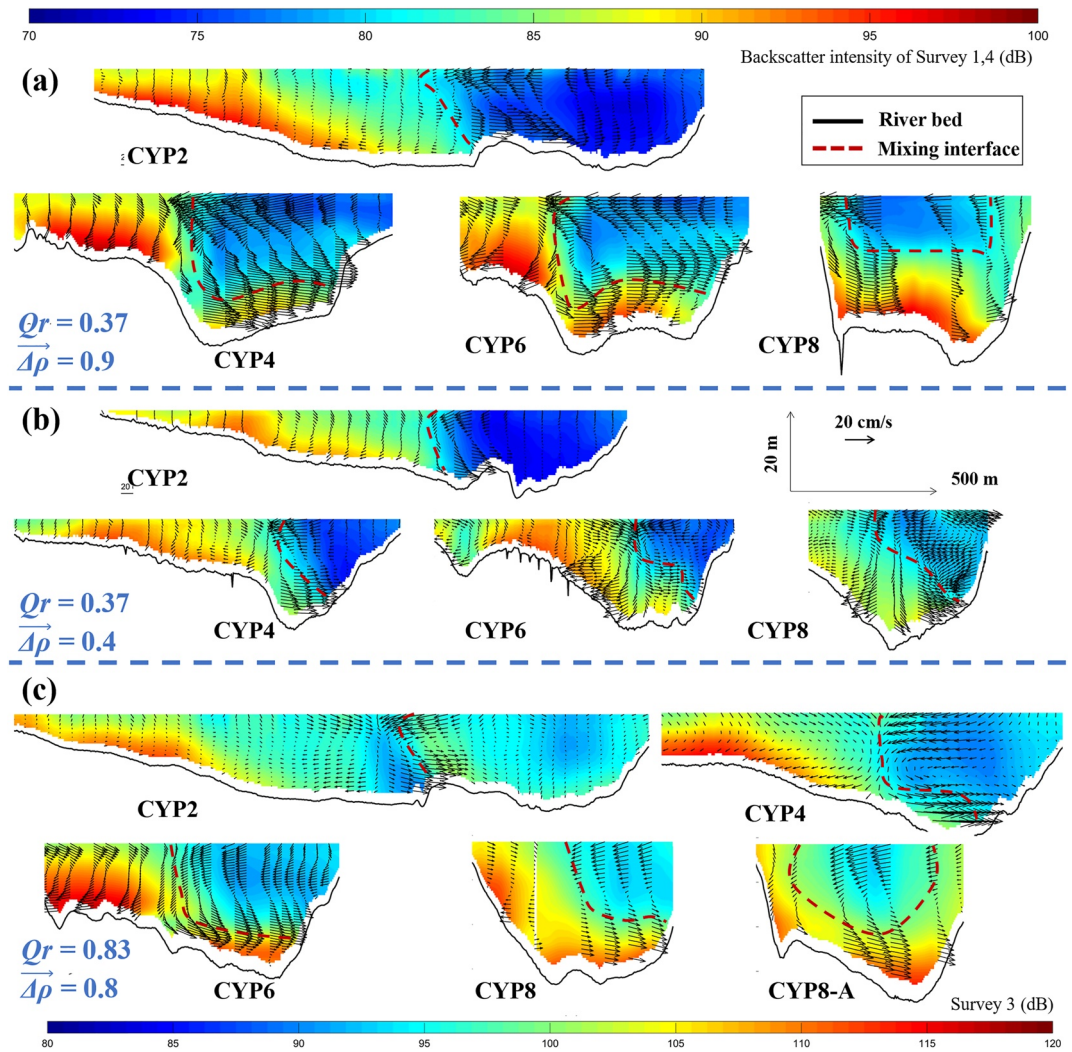 70 75 80 85 90 95 100
Backscatter intensity of Survey 1,4 (dB)
(a)
River bed
Mixing interface
CYP2
Qr = 0.37
Δρ = 0.9
CYP4
CYP6
CYP8
(b)
20 cm/s
20 m
500 m
CYP2
20
Qr = 0.37
Δρ = 0.4
CYP4
CYP6
CYP8
(c)
CYP2
CYP4
Qr = 0.83
Δρ = 0.8
CYP6
CYP8
CYP8-A
Survey 3 (dB)
80 85 90 95 100 105 110 115 120